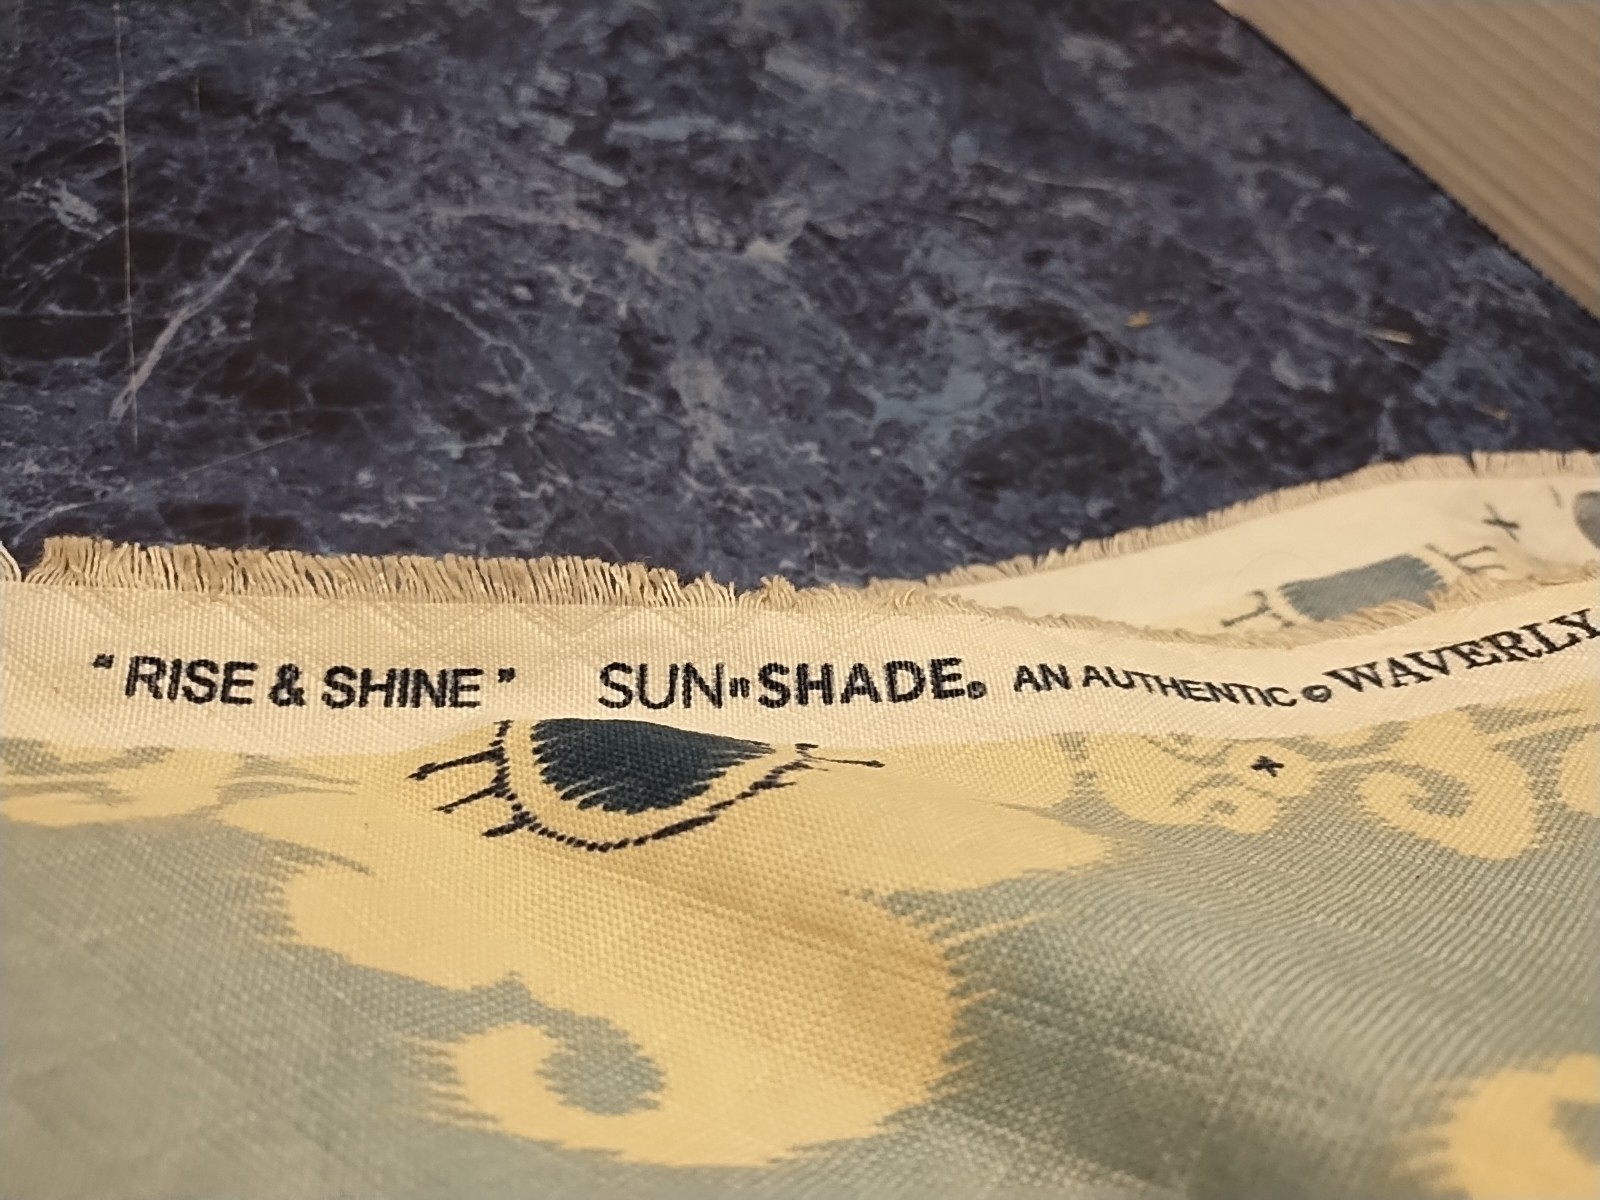 "RISE & SHINE" SUN n SHADE® AN AUTHENTIC © WAVERLY